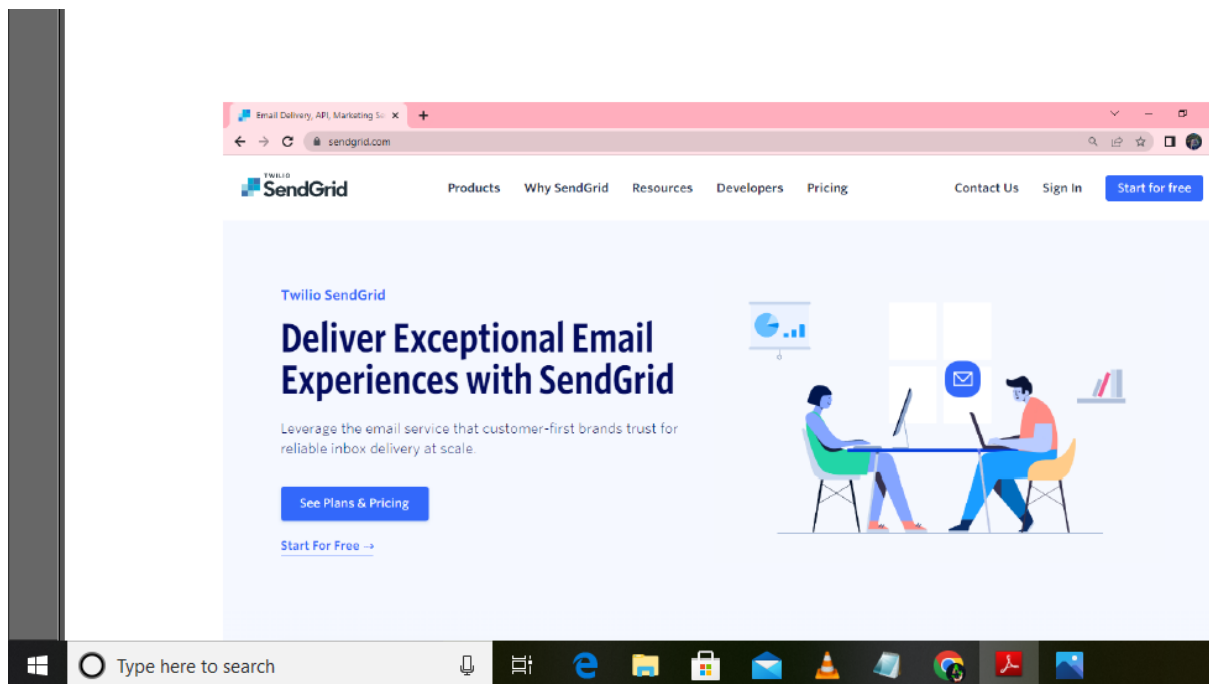 Email Delivery, API, Marketing Se
sendgrid.com
TWILIO
SendGrid
Products Why SendGrid Resources Developers Pricing Contact Us Sign In Start for free
Twilio SendGrid
Deliver Exceptional Email
Experiences with SendGrid
Leverage the email service that customer-first brands trust for
reliable inbox delivery at scale.
See Plans & Pricing
Start For Free →
Type here to search